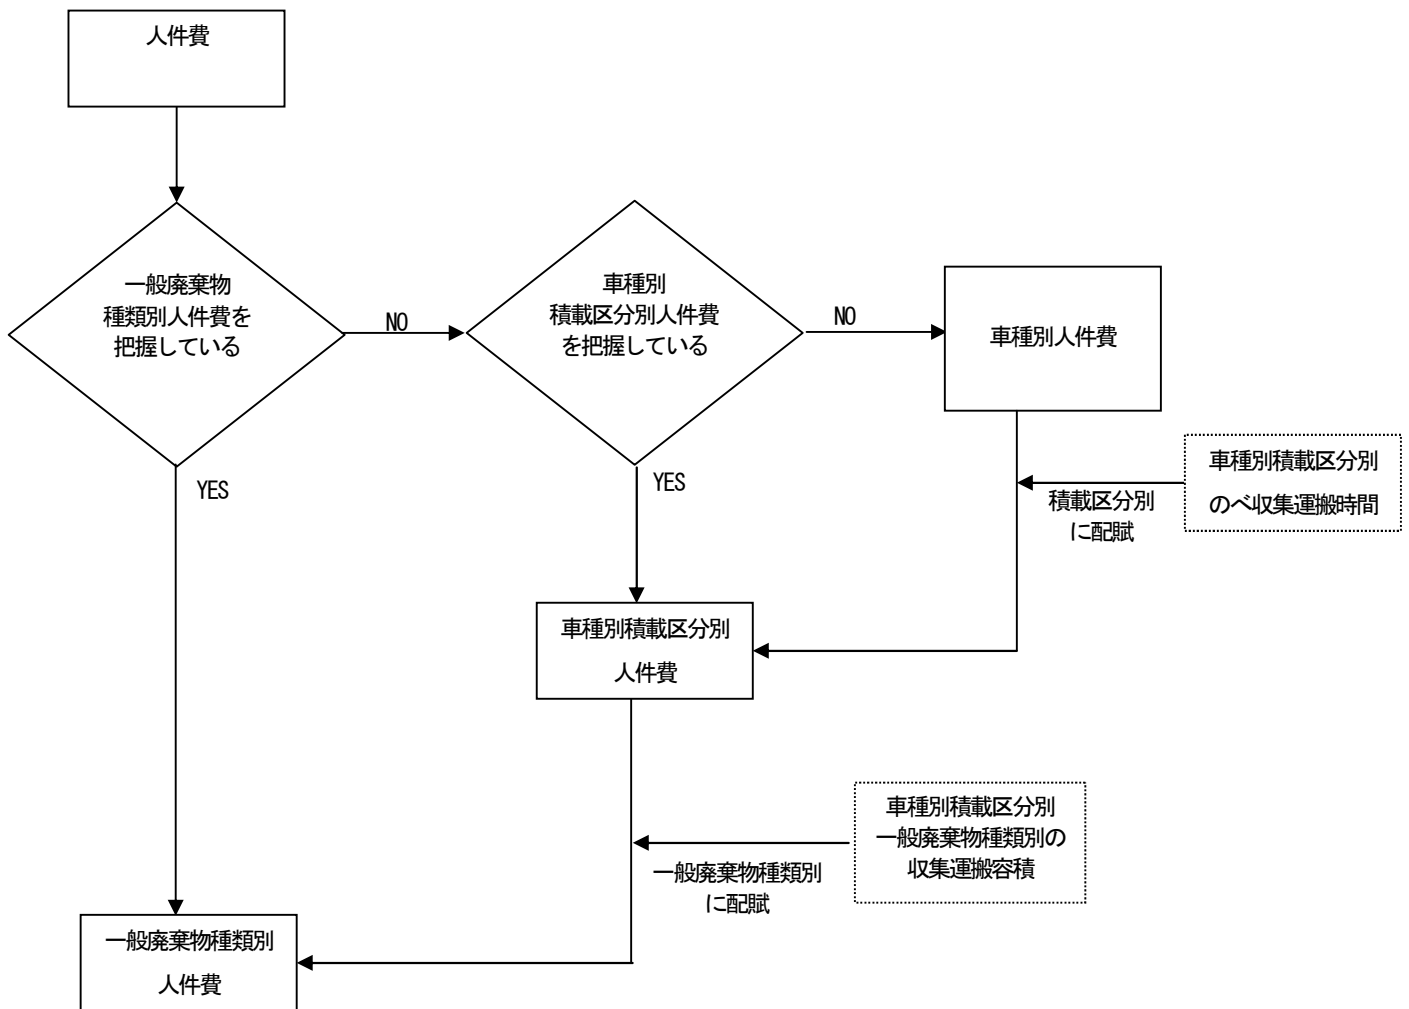 人件費
一般廃棄物
種類別人件費を
把握している
NO
車種別
積載区分別人件費
を把握している
NO
車種別人件費
YES
YES
車種別積載区分別
のべ収集運搬時間
積載区分別
に配賦
車種別積載区分別
人件費
車種別積載区分別
一般廃棄物種類別の
収集運搬容積
一般廃棄物種類別
に配賦
一般廃棄物種類別
人件費